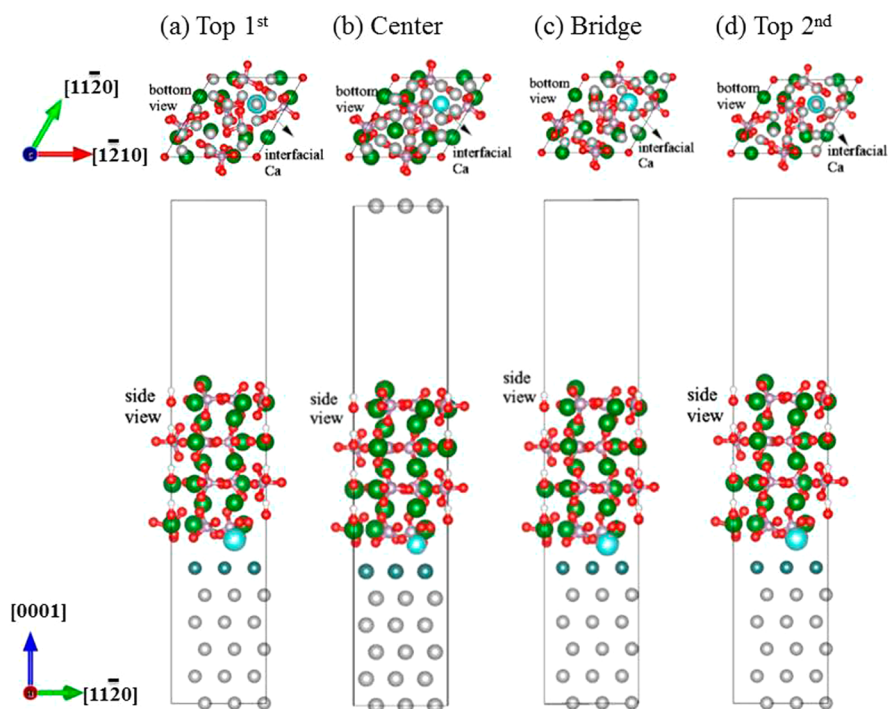 (a) Top 1st (b) Center (c) Bridge (d) Top 2nd
[11̅20]
[12̅10]
bottom
view
interfacial
Ca
bottom
view
interfacial
Ca
bottom
view
interfacial
Ca
bottom
view
interfacial
Ca
side
view
side
view
side
view
side
view
[0001]
[11̅20]